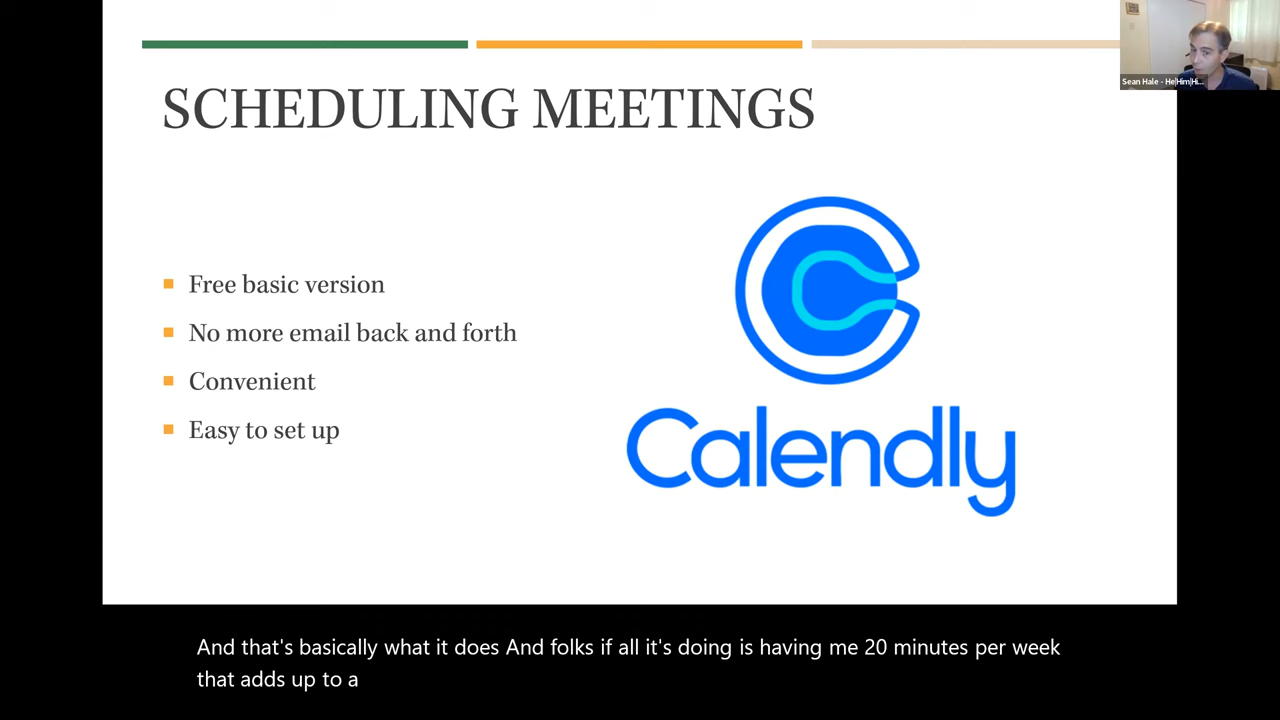 Sean Hale - He|Him|Hi...
SCHEDULING MEETINGS
Free basic version
No more email back and forth
Convenient
Easy to set up
Calendly
And that's basically what it does And folks if all it's doing is having me 20 minutes per week
that adds up to a